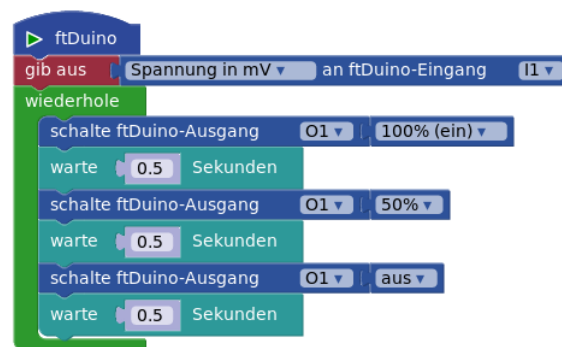 ftDuino
gib aus Spannung in mV ▾ an ftDuino-Eingang I1 ▾
wiederhole
schalte ftDuino-Ausgang O1 ▾ 100% (ein) ▾
warte 0.5 Sekunden
schalte ftDuino-Ausgang O1 ▾ 50% ▾
warte 0.5 Sekunden
schalte ftDuino-Ausgang O1 ▾ aus ▾
warte 0.5 Sekunden